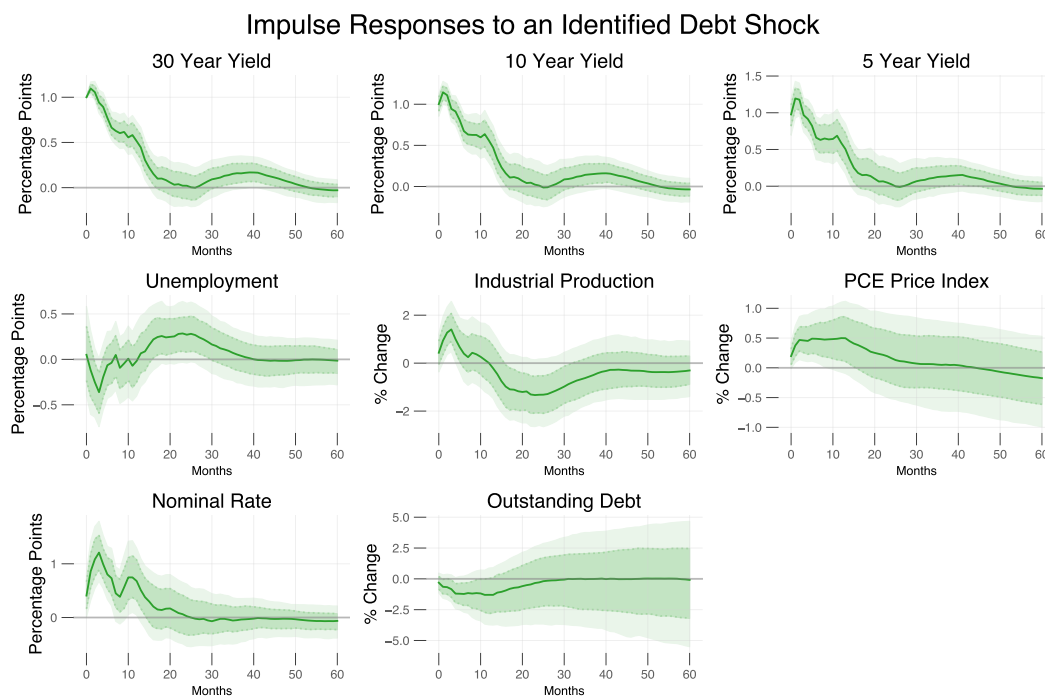 Impulse Responses to an Identified Debt Shock
30 Year Yield
Percentage Points
1.0
0.5
0.0
0 10 20 30 40 50 60
Months
10 Year Yield
Percentage Points
1.0
0.5
0.0
0 10 20 30 40 50 60
Months
5 Year Yield
Percentage Points
1.5
1.0
0.5
0.0
0 10 20 30 40 50 60
Months
Unemployment
Percentage Points
0.5
0.0
−0.5
0 10 20 30 40 50 60
Months
Industrial Production
% Change
2
0
−2
0 10 20 30 40 50 60
Months
PCE Price Index
% Change
1.0
0.5
0.0
−0.5
−1.0
0 10 20 30 40 50 60
Months
Nominal Rate
Percentage Points
1
0
0 10 20 30 40 50 60
Months
Outstanding Debt
% Change
5.0
2.5
0.0
−2.5
−5.0
0 10 20 30 40 50 60
Months